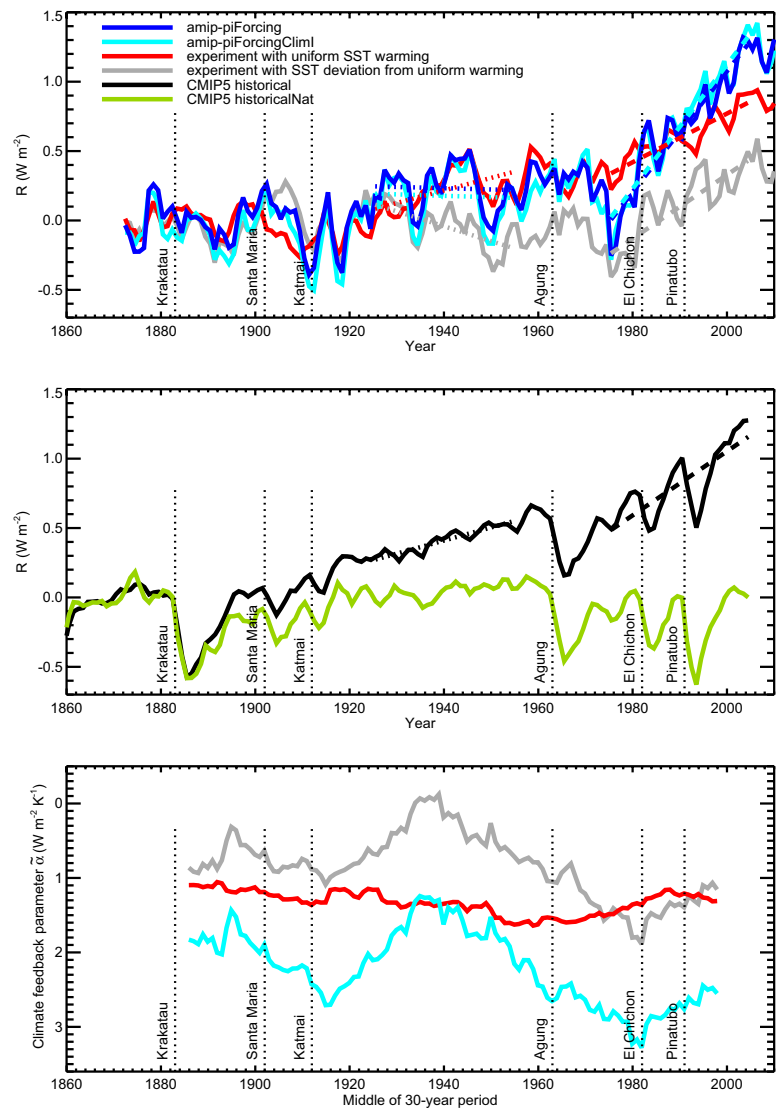 amip-piForcing
amip-piForcingClimI
experiment with uniform SST warming
experiment with SST deviation from uniform warming
CMIP5 historical
CMIP5 historicalNat
1.5
1.0
0.5
0.0
-0.5
R (W m-2)
Krakatau
Santa Maria
Katmai
Agung
El Chichon
Pinatubo
1860 1880 1900 1920 1940 1960 1980 2000
Year
1.5
1.0
0.5
0.0
-0.5
R (W m-2)
Krakatau
Santa Maria
Katmai
Agung
El Chichon
Pinatubo
1860 1880 1900 1920 1940 1960 1980 2000
Year
0
1
2
3
Climate feedback parameter α̃ (W m-2 K-1)
Krakatau
Santa Maria
Katmai
Agung
El Chichon
Pinatubo
1860 1880 1900 1920 1940 1960 1980 2000
Middle of 30-year period